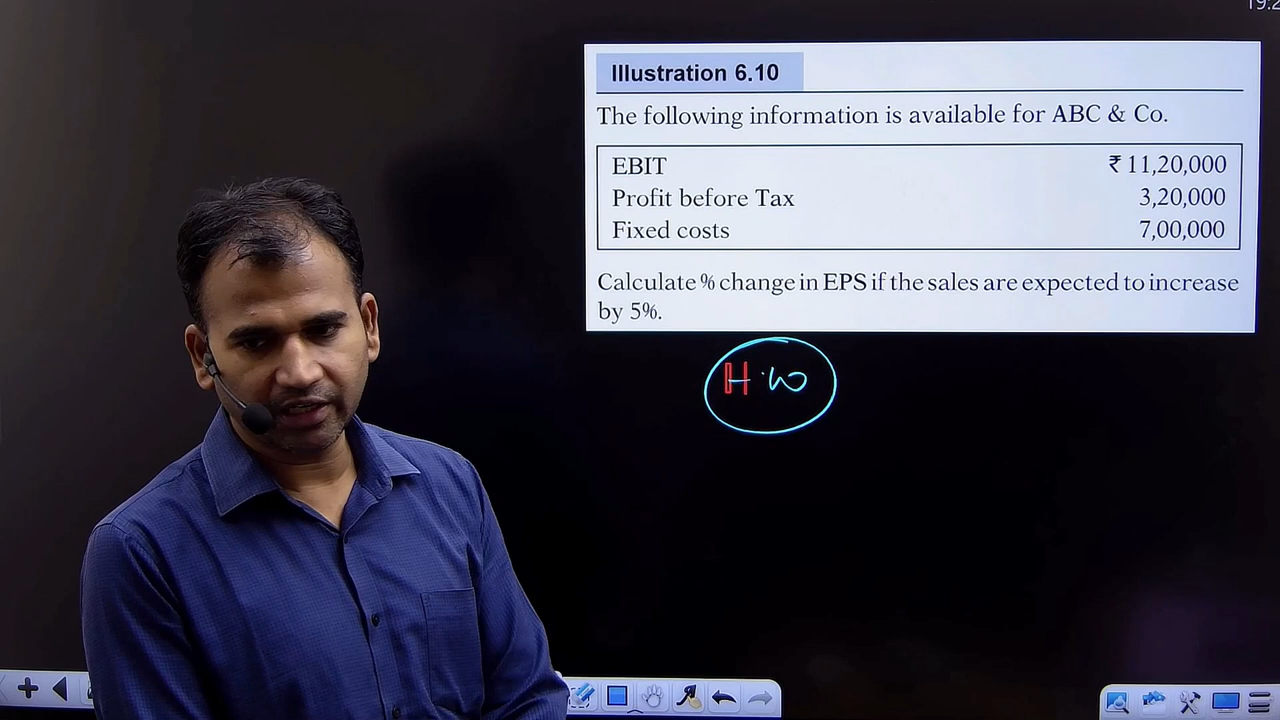 Illustration 6.10
The following information is available for ABC & Co.
EBIT ₹ 11,20,000
Profit before Tax 3,20,000
Fixed costs 7,00,000
Calculate % change in EPS if the sales are expected to increase
by 5%.
H.W